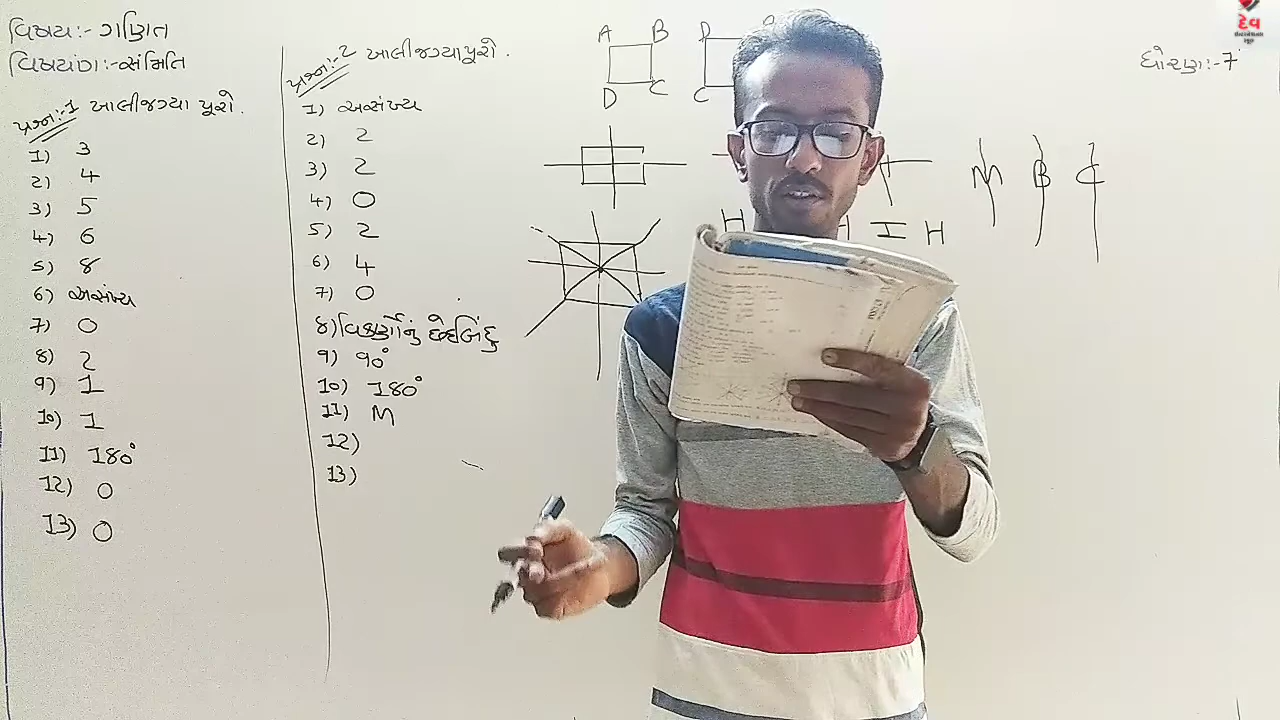 વિષય:- ગણિત
વિષયાંગ:- સંમિતિ
પ્રશ્ન:-1 ખાલીજગ્યા પૂરો.
1) 3
2) 4
3) 5
4) 6
5) 8
6) અસંખ્ય
7) 0
8) 2
9) 1
10) 1
11) 180°
12) 0
13) 0
પ્રશ્ન:-2 ખાલીજગ્યા પૂરો.
1) અસંખ્ય
2) 2
3) 2
4) 0
5) 2
6) 4
7) 0
8) વિકર્ણોનું છેદબિંદુ
9) 90°
10) 180°
11) M
12)
13)
A B
D C
C
M B C
H
I H
ધોરણ:-7
દેવ